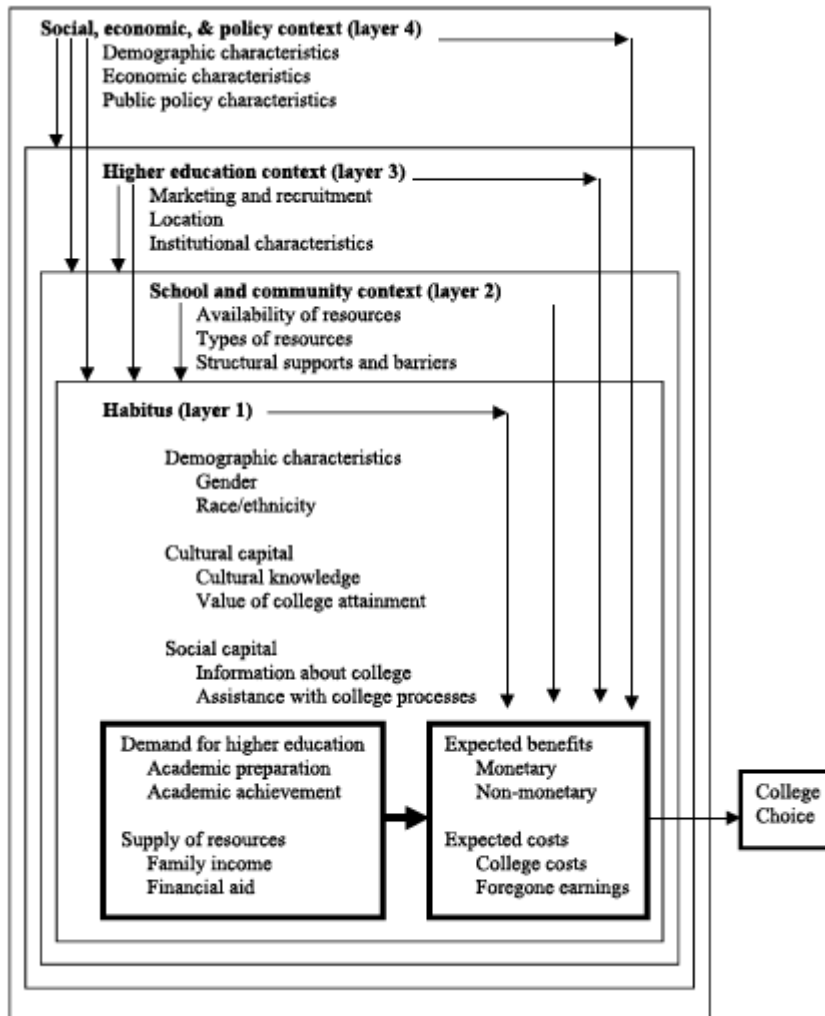 Social, economic, & policy context (layer 4)
Demographic characteristics
Economic characteristics
Public policy characteristics
Higher education context (layer 3)
Marketing and recruitment
Location
Institutional characteristics
School and community context (layer 2)
Availability of resources
Types of resources
Structural supports and barriers
Habitus (layer 1)
Demographic characteristics
Gender
Race/ethnicity
Cultural capital
Cultural knowledge
Value of college attainment
Social capital
Information about college
Assistance with college processes
Demand for higher education
Academic preparation
Academic achievement
Supply of resources
Family income
Financial aid
Expected benefits
Monetary
Non-monetary
Expected costs
College costs
Foregone earnings
College
Choice